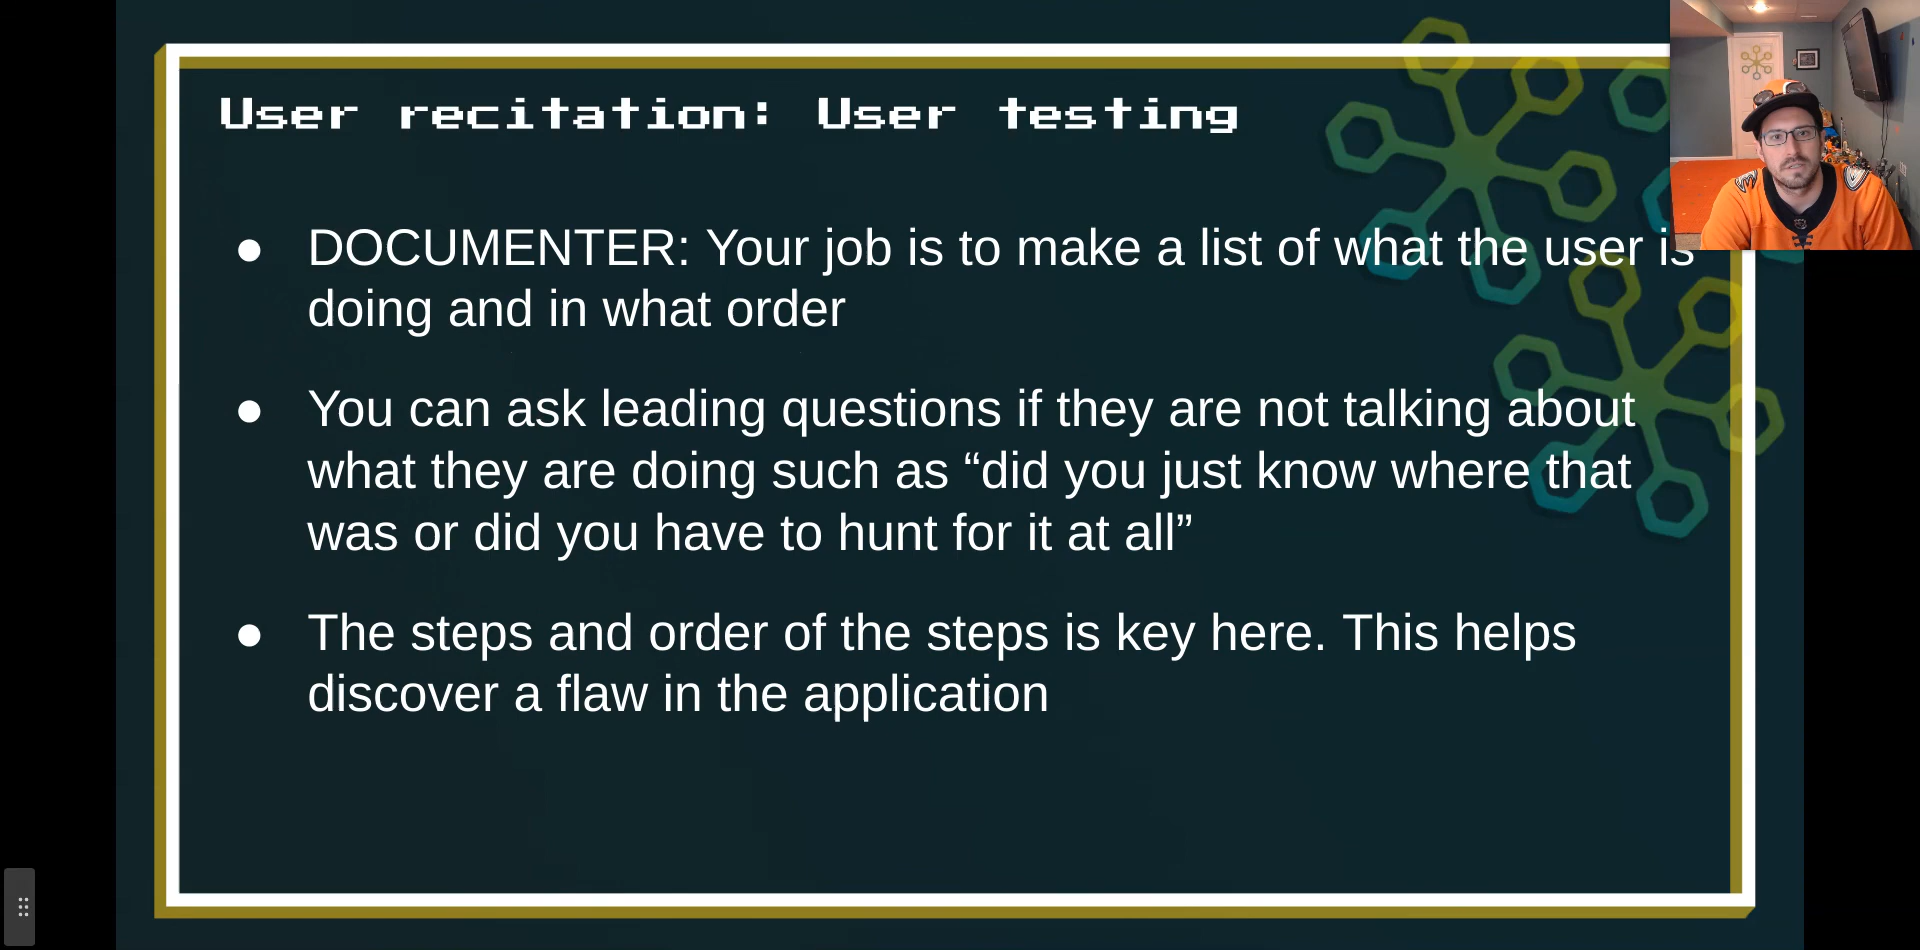 User recitation: User testing
● DOCUMENTER: Your job is to make a list of what the user is
doing and in what order
● You can ask leading questions if they are not talking about
what they are doing such as “did you just know where that
was or did you have to hunt for it at all”
● The steps and order of the steps is key here. This helps
discover a flaw in the application